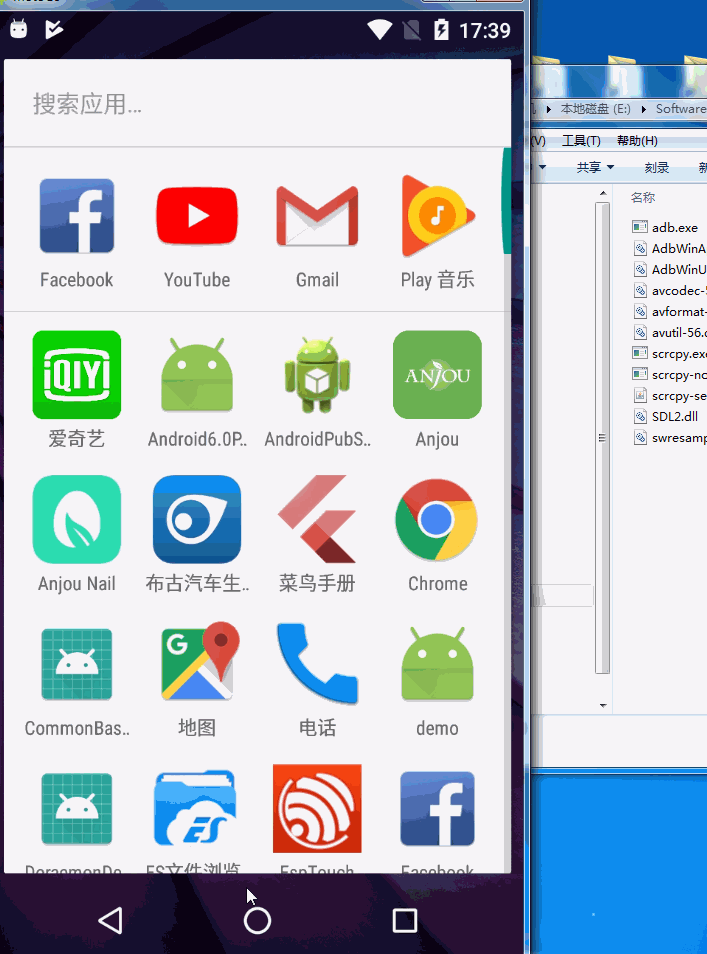 17:39
搜索应用...
Facebook
YouTube
Gmail
Play 音乐
iQIYI
爱奇艺
Android6.0P..
AndroidPubS..
ANJOU
Anjou
Anjou Nail
布古汽车生..
菜鸟手册
Chrome
G
CommonBas..
地图
电话
demo
ES
DoraemonDe
ES文件浏览
EspTouch
Facebook
本地磁盘 (E:)
Software
(V)
工具(T)
帮助(H)
共享
刻录
新
名称
adb.exe
AdbWinA
AdbWinU
avcodec-5
avformat-
avutil-56.d
scrcpy.exe
scrcpy-no
scrcpy-se
SDL2.dll
swresamp